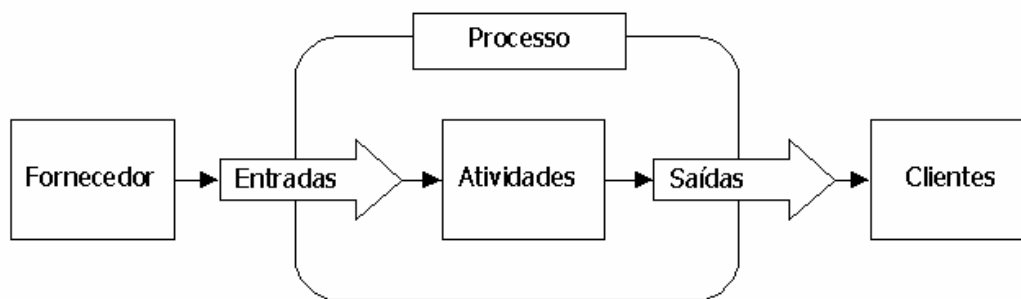 Processo
Fornecedor
Entradas
Atividades
Saídas
Clientes